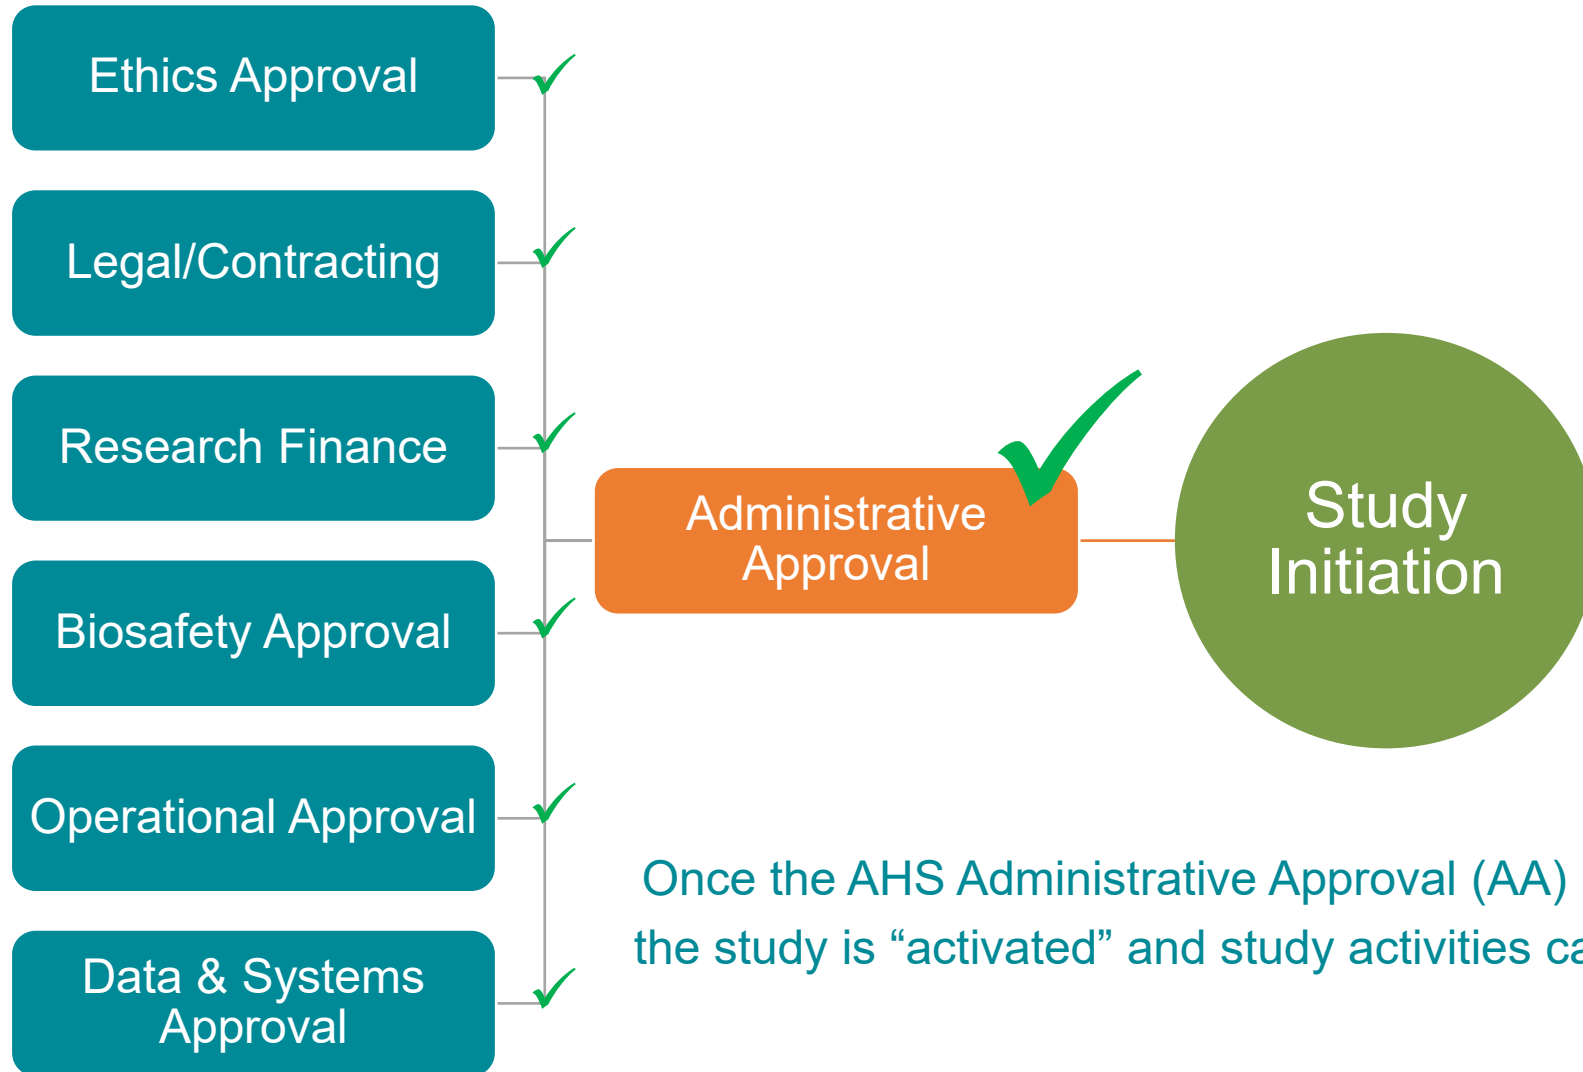 Ethics Approval
Legal/Contracting
Research Finance
Biosafety Approval
Operational Approval
Data & Systems
Approval
Administrative
Approval
Study
Initiation
Once the AHS Administrative Approval (AA)
the study is “activated” and study activities ca